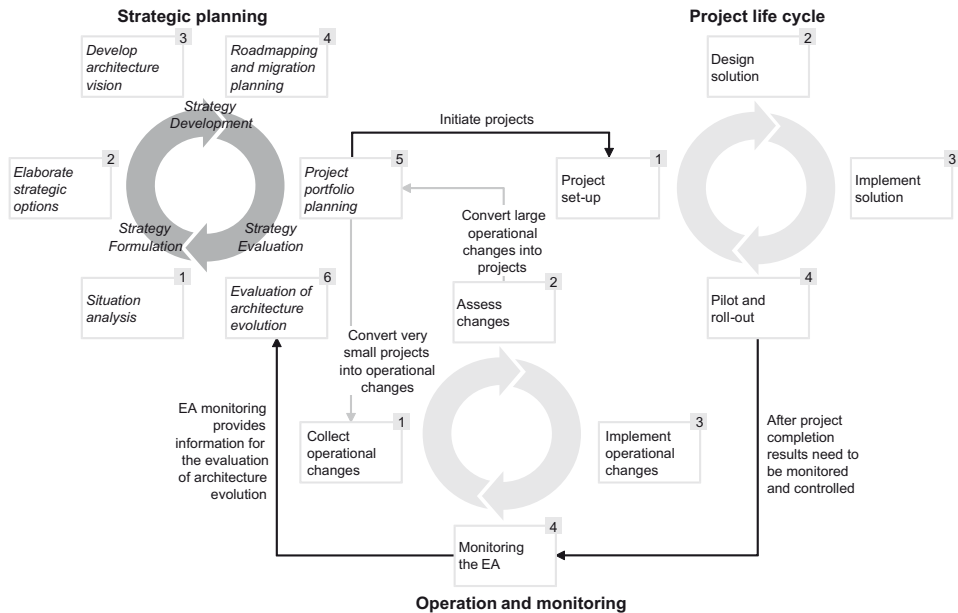 Strategic planning
3
Develop
architecture
vision
4
Roadmapping
and migration
planning
Strategy
Development
2
Elaborate
strategic
options
5
Project
portfolio
planning
Strategy
Formulation
Strategy
Evaluation
1
Situation
analysis
6
Evaluation of
architecture
evolution
Initiate projects
Project life cycle
2
Design
solution
1
Project
set-up
3
Implement
solution
4
Pilot and
roll-out
Convert large
operational
changes into
projects
2
Assess
changes
Convert very
small projects
into operational
changes
EA monitoring
provides
information for
the evaluation
of architecture
evolution
1
Collect
operational
changes
3
Implement
operational
changes
After project
completion
results need to
be monitored
and controlled
4
Monitoring
the EA
Operation and monitoring